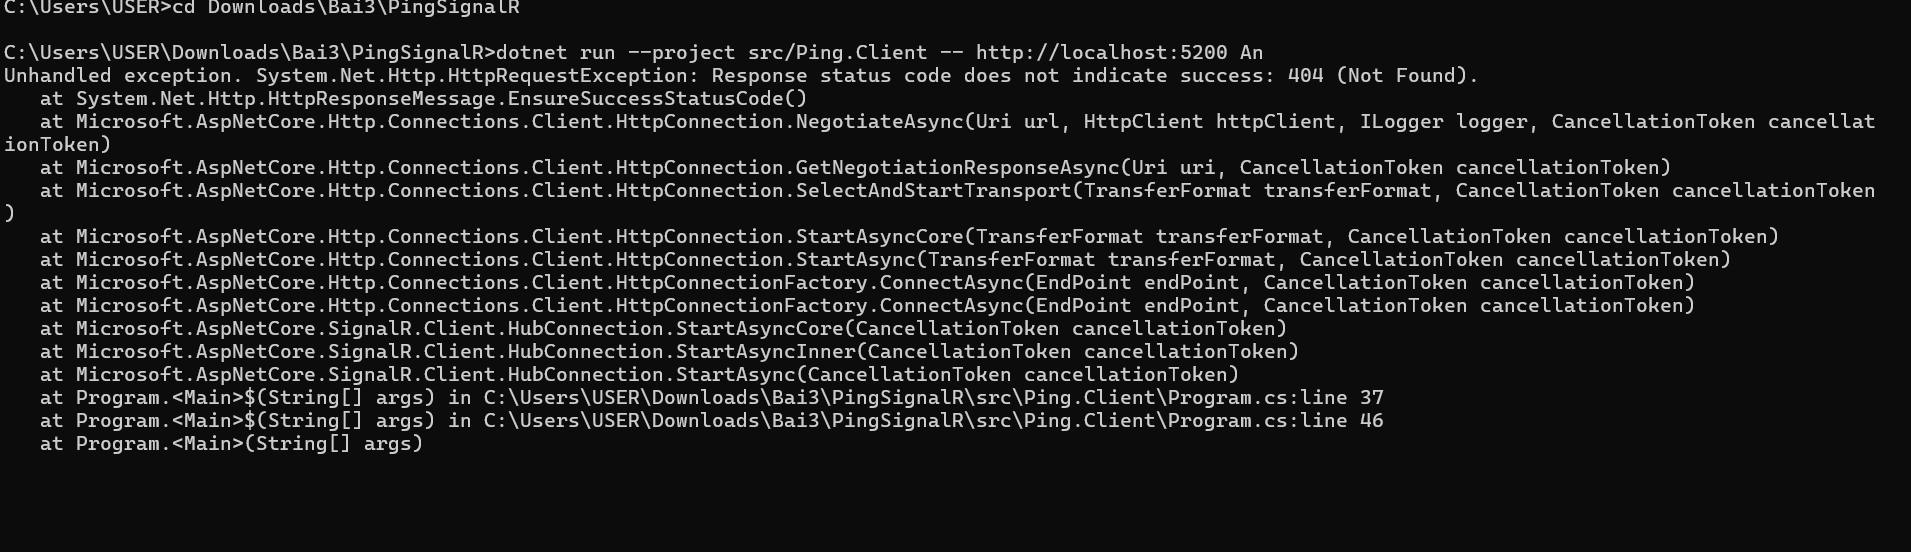 C:\Users\USER>cd Downloads\Bai3\PingSignalR
C:\Users\USER\Downloads\Bai3\PingSignalR>dotnet run --project src/Ping.Client -- http://localhost:5200 An
Unhandled exception. System.Net.Http.HttpRequestException: Response status code does not indicate success: 404 (Not Found).
   at System.Net.Http.HttpResponseMessage.EnsureSuccessStatusCode()
   at Microsoft.AspNetCore.Http.Connections.Client.HttpConnection.NegotiateAsync(Uri url, HttpClient httpClient, ILogger logger, CancellationToken cancellat
ionToken)
   at Microsoft.AspNetCore.Http.Connections.Client.HttpConnection.GetNegotiationResponseAsync(Uri uri, CancellationToken cancellationToken)
   at Microsoft.AspNetCore.Http.Connections.Client.HttpConnection.SelectAndStartTransport(TransferFormat transferFormat, CancellationToken cancellationToken
)
   at Microsoft.AspNetCore.Http.Connections.Client.HttpConnection.StartAsyncCore(TransferFormat transferFormat, CancellationToken cancellationToken)
   at Microsoft.AspNetCore.Http.Connections.Client.HttpConnection.StartAsync(TransferFormat transferFormat, CancellationToken cancellationToken)
   at Microsoft.AspNetCore.Http.Connections.Client.HttpConnectionFactory.ConnectAsync(EndPoint endPoint, CancellationToken cancellationToken)
   at Microsoft.AspNetCore.Http.Connections.Client.HttpConnectionFactory.ConnectAsync(EndPoint endPoint, CancellationToken cancellationToken)
   at Microsoft.AspNetCore.SignalR.Client.HubConnection.StartAsyncCore(CancellationToken cancellationToken)
   at Microsoft.AspNetCore.SignalR.Client.HubConnection.StartAsyncInner(CancellationToken cancellationToken)
   at Microsoft.AspNetCore.SignalR.Client.HubConnection.StartAsync(CancellationToken cancellationToken)
   at Program.<Main>$(String[] args) in C:\Users\USER\Downloads\Bai3\PingSignalR\src\Ping.Client\Program.cs:line 37
   at Program.<Main>$(String[] args) in C:\Users\USER\Downloads\Bai3\PingSignalR\src\Ping.Client\Program.cs:line 46
   at Program.<Main>(String[] args)